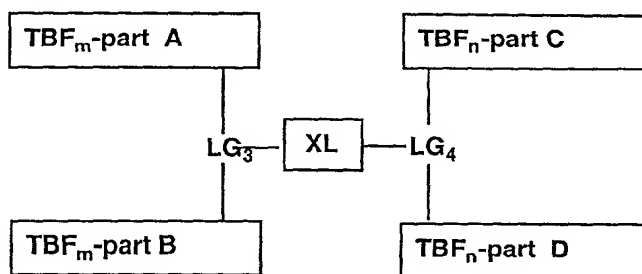 TBFm-part A
TBFn-part C
LG3
XL
LG4
TBFm-part B
TBFn-part D